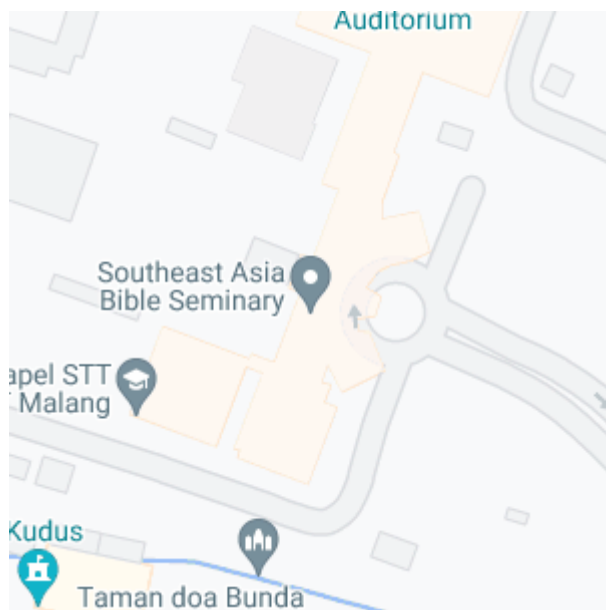 Auditorium
Southeast Asia
Bible Seminary
apel STT
Malang
Kudus
Taman doa Bunda